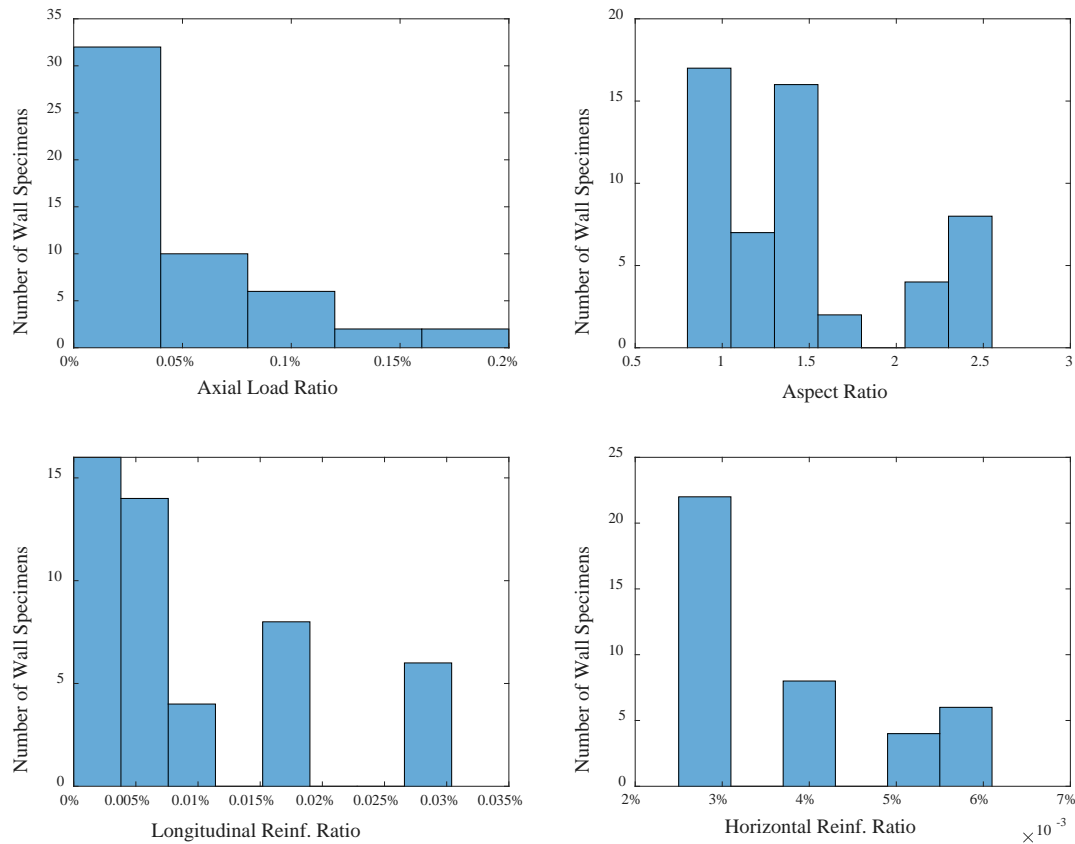 35
30
25
20
15
10
5
0
Number of Wall Specimens
0% 0.05% 0.1% 0.15% 0.2%
Axial Load Ratio
20
15
10
5
0
Number of Wall Specimens
0.5 1 1.5 2 2.5 3
Aspect Ratio
15
10
5
0
Number of Wall Specimens
0% 0.005% 0.01% 0.015% 0.02% 0.025% 0.03% 0.035%
Longitudinal Reinf. Ratio
25
20
15
10
5
0
Number of Wall Specimens
2% 3% 4% 5% 6% 7%
Horizontal Reinf. Ratio
× 10 -3